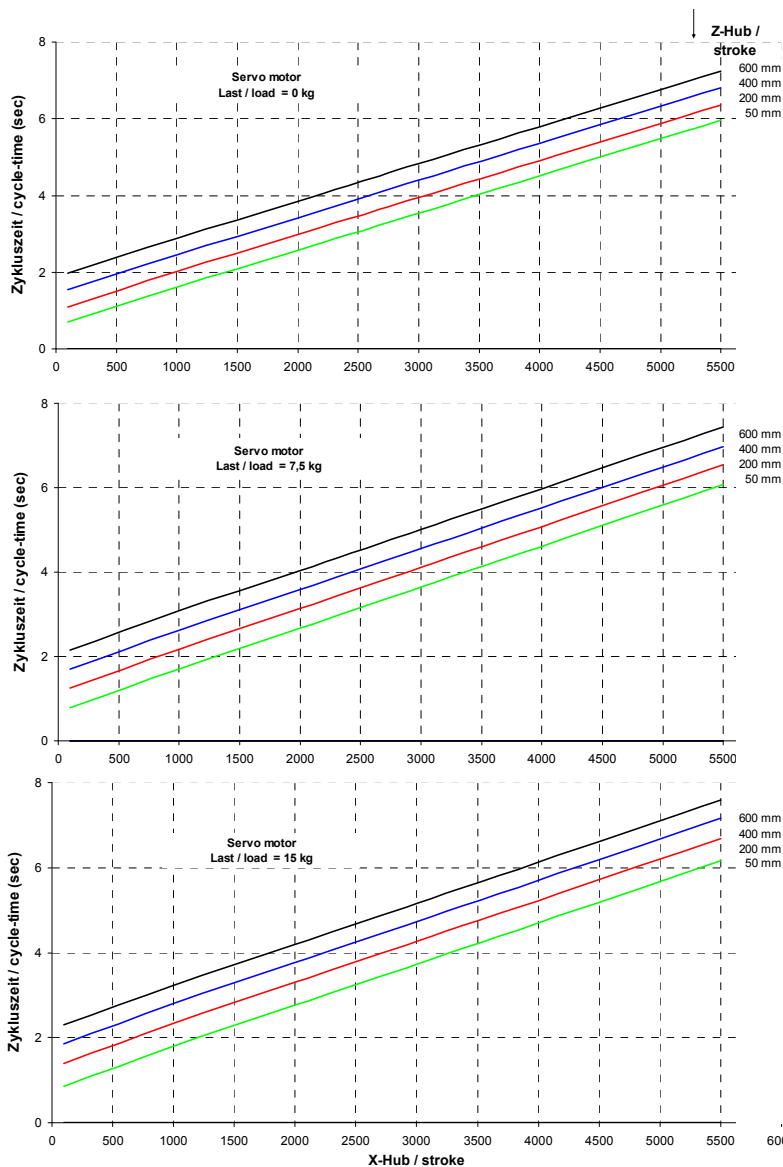 Z-Hub /
stroke
8
6
4
2
0
Zykluszeit / cycle-time (sec)
Servo motor
Last / load = 0 kg
600 mm
400 mm
200 mm
50 mm
0 500 1000 1500 2000 2500 3000 3500 4000 4500 5000 5500
8
6
4
2
0
Zykluszeit / cycle-time (sec)
Servo motor
Last / load = 7,5 kg
600 mm
400 mm
200 mm
50 mm
0 500 1000 1500 2000 2500 3000 3500 4000 4500 5000 5500
8
6
4
2
0
Zykluszeit / cycle-time (sec)
Servo motor
Last / load = 15 kg
600 mm
400 mm
200 mm
50 mm
0 500 1000 1500 2000 2500 3000 3500 4000 4500 5000 5500
X-Hub / stroke